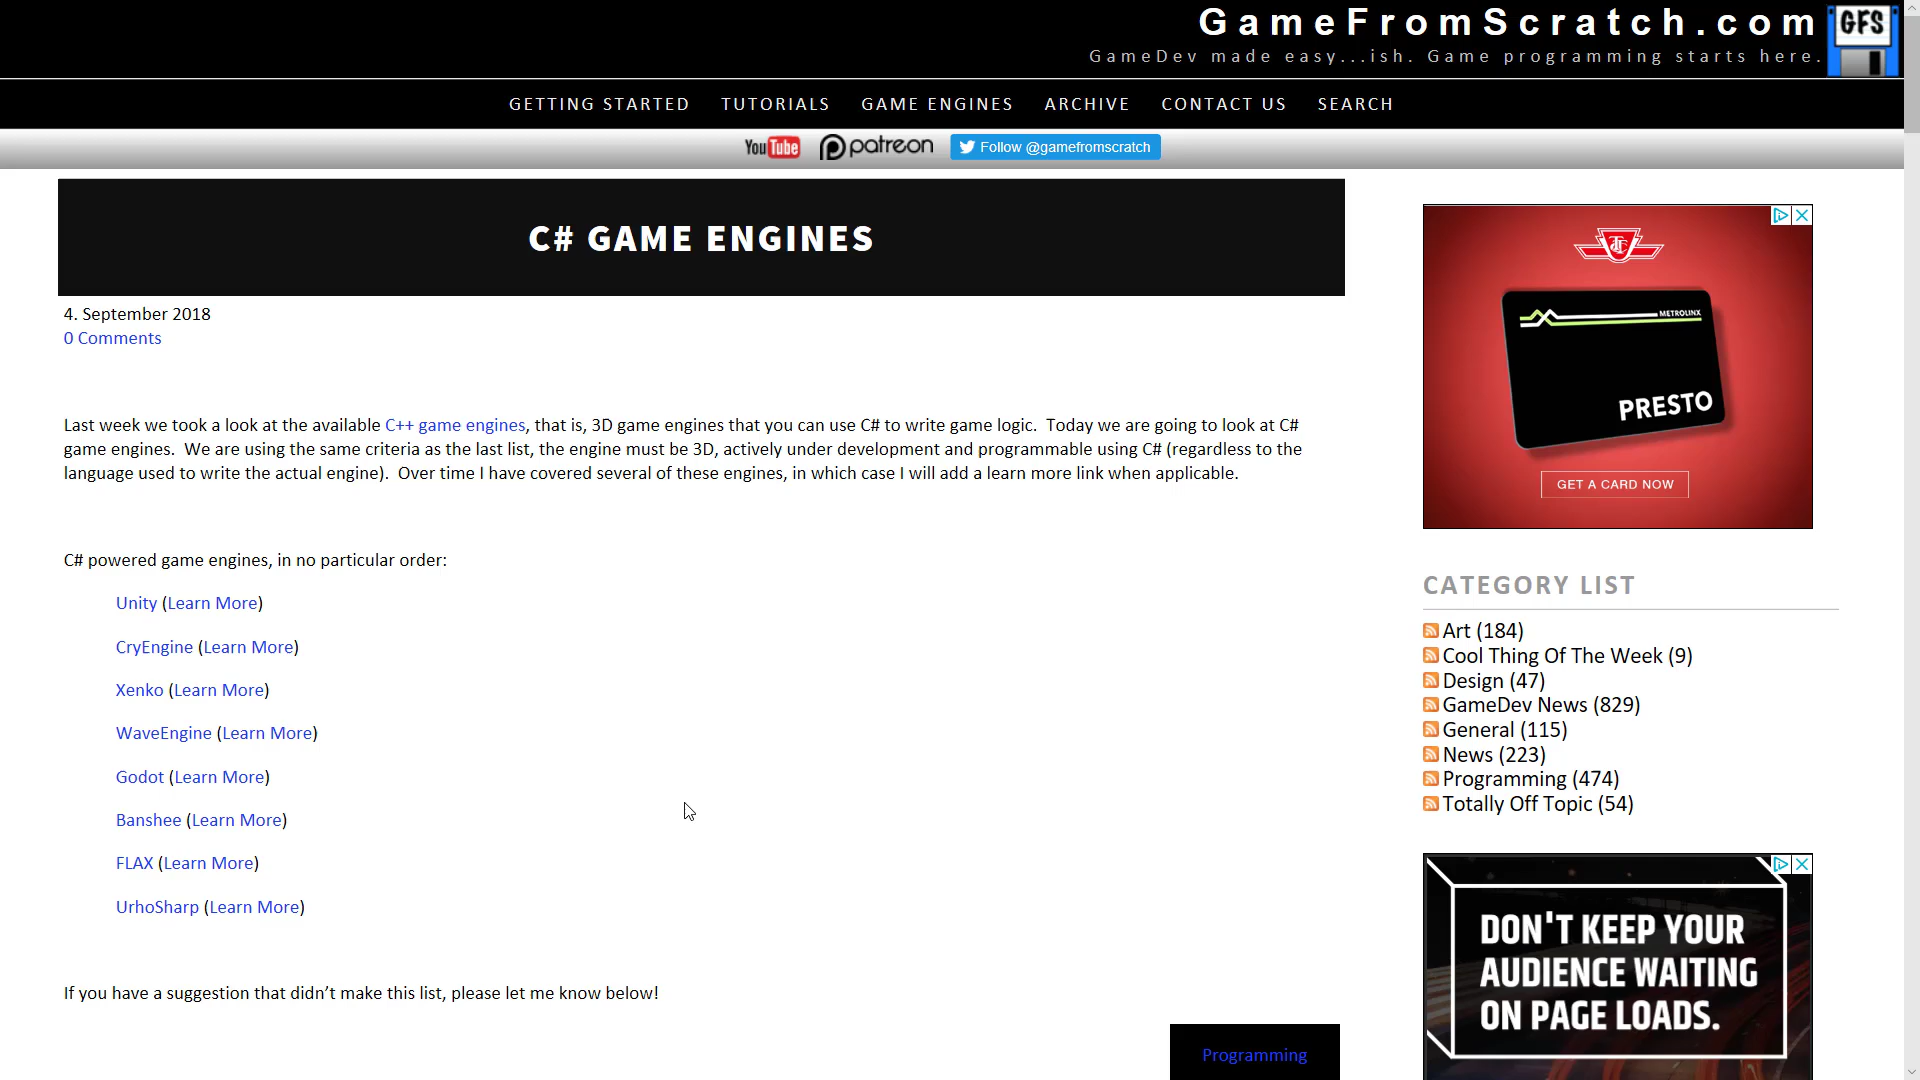 GameFromScratch.com
GameDev made easy...ish. Game programming starts here.
GFS
GETTING STARTED TUTORIALS GAME ENGINES ARCHIVE CONTACT US SEARCH
YouTube patreon Follow @gamefromscratch
C# GAME ENGINES
4. September 2018
0 Comments
Last week we took a look at the available C++ game engines, that is, 3D game engines that you can use C# to write game logic. Today we are going to look at C#
game engines. We are using the same criteria as the last list, the engine must be 3D, actively under development and programmable using C# (regardless to the
language used to write the actual engine). Over time I have covered several of these engines, in which case I will add a learn more link when applicable.
C# powered game engines, in no particular order:
Unity (Learn More)
CryEngine (Learn More)
Xenko (Learn More)
WaveEngine (Learn More)
Godot (Learn More)
Banshee (Learn More)
FLAX (Learn More)
UrhoSharp (Learn More)
If you have a suggestion that didn’t make this list, please let me know below!
Programming
METROLINX
PRESTO
GET A CARD NOW
CATEGORY LIST
Art (184)
Cool Thing Of The Week (9)
Design (47)
GameDev News (829)
General (115)
News (223)
Programming (474)
Totally Off Topic (54)
DON'T KEEP YOUR
AUDIENCE WAITING
ON PAGE LOADS.